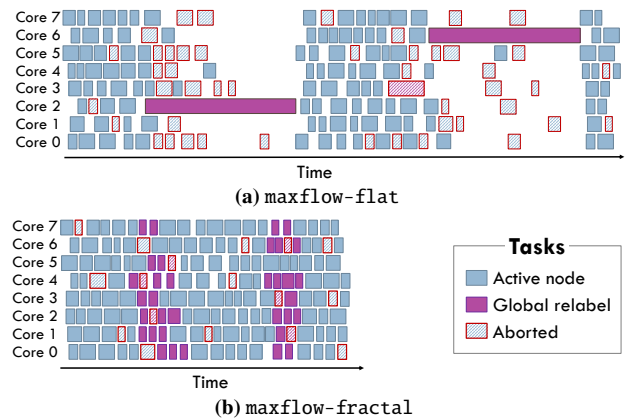 Core 7
Core 6
Core 5
Core 4
Core 3
Core 2
Core 1
Core 0
Time
(a) maxflow-flat
Core 7
Core 6
Core 5
Core 4
Core 3
Core 2
Core 1
Core 0
Time
(b) maxflow-fractal
Tasks
Active node
Global relabel
Aborted